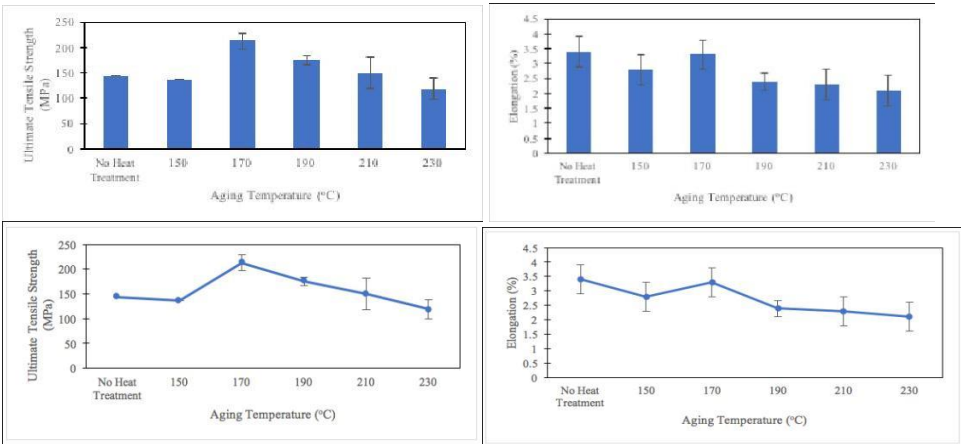 Ultimate Tensile Strength
(MPa)
250
200
150
100
50
0
No Heat
Treatment
150
170
190
210
230
Aging Temperature (°C)
Elongation (%)
4.5
4
3.5
3
2.5
2
1.5
1
0.5
0
No Heat
Treatment
150
170
190
210
230
Aging Temperature (°C)
Ultimate Tensile Strength
(MPa)
250
200
150
100
50
0
No Heat
Treatment
150
170
190
210
230
Aging Temperature (°C)
Elongation (%)
4.5
4
3.5
3
2.5
2
1.5
1
0.5
0
No Heat
Treatment
150
170
190
210
230
Aging Temperature (°C)